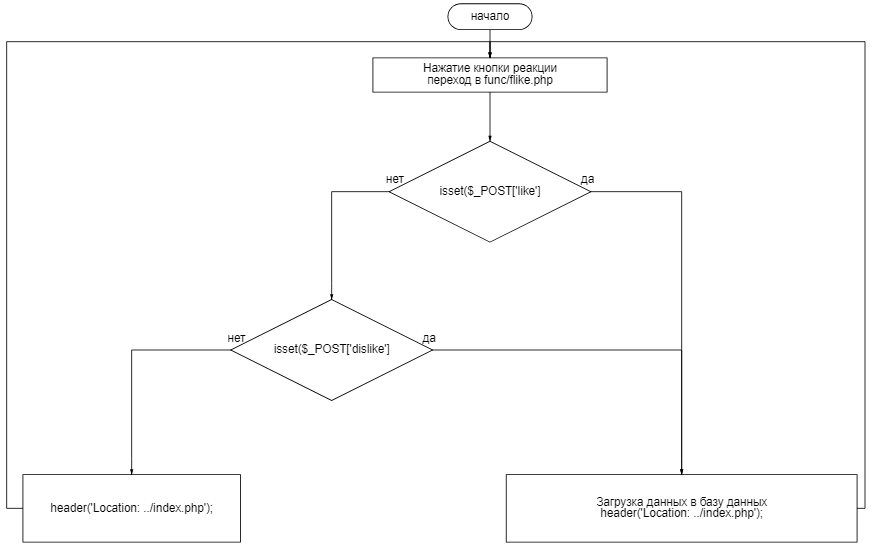 начало
Нажатие кнопки реакции
переход в func/flike.php
нет
isset($_POST['like']
да
нет
isset($_POST['dislike']
да
header('Location: ../index.php');
Загрузка данных в базу данных
header('Location: ../index.php');